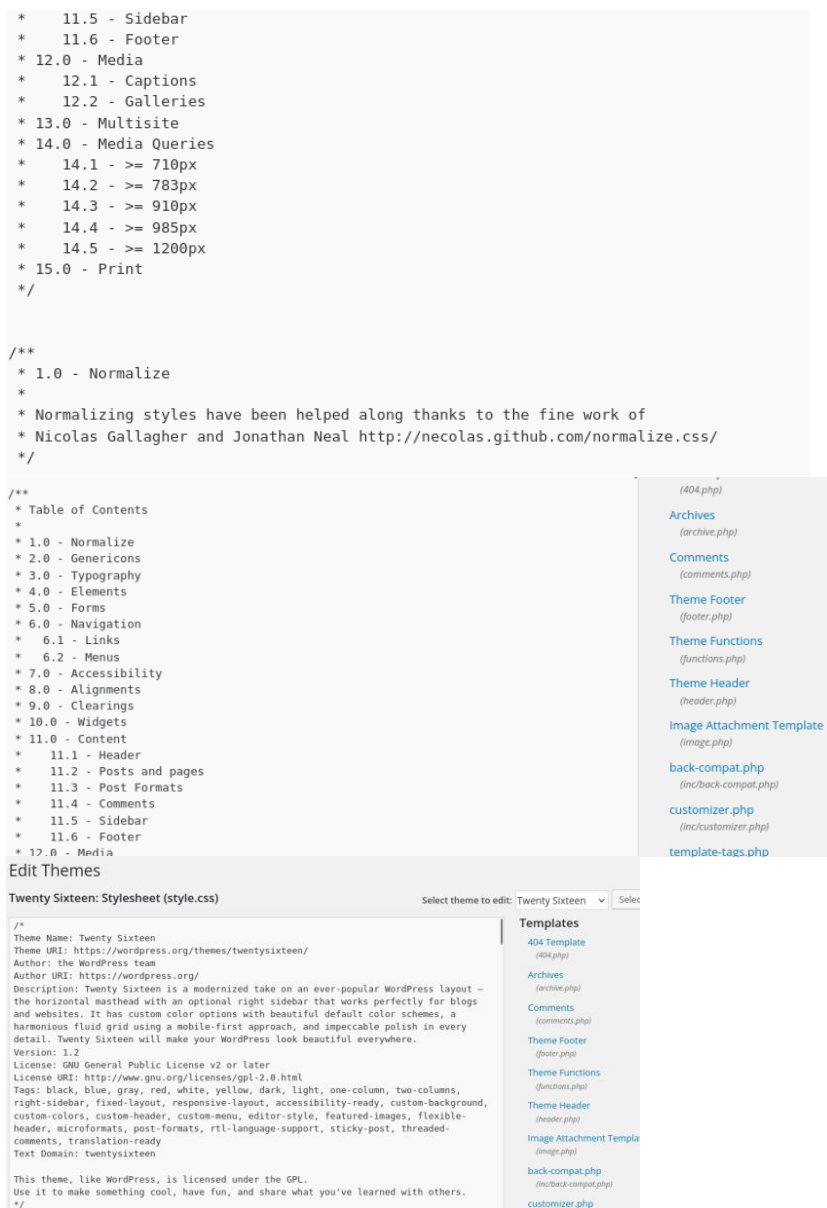 *    11.5 - Sidebar
 *    11.6 - Footer
 * 12.0 - Media
 *    12.1 - Captions
 *    12.2 - Galleries
 * 13.0 - Multisite
 * 14.0 - Media Queries
 *    14.1 - >= 710px
 *    14.2 - >= 783px
 *    14.3 - >= 910px
 *    14.4 - >= 985px
 *    14.5 - >= 1200px
 * 15.0 - Print
 */
/**
 * 1.0 - Normalize
 *
 * Normalizing styles have been helped along thanks to the fine work of
 * Nicolas Gallagher and Jonathan Neal http://necolas.github.com/normalize.css/
 */
/**
 * Table of Contents
 *
 * 1.0 - Normalize
 * 2.0 - Genericons
 * 3.0 - Typography
 * 4.0 - Elements
 * 5.0 - Forms
 * 6.0 - Navigation
 *   6.1 - Links
 *   6.2 - Menus
 * 7.0 - Accessibility
 * 8.0 - Alignments
 * 9.0 - Clearings
 * 10.0 - Widgets
 * 11.0 - Content
 *    11.1 - Header
 *    11.2 - Posts and pages
 *    11.3 - Post Formats
 *    11.4 - Comments
 *    11.5 - Sidebar
 *    11.6 - Footer
 * 12.0 - Media
(404.php)
Archives
(archive.php)
Comments
(comments.php)
Theme Footer
(footer.php)
Theme Functions
(functions.php)
Theme Header
(header.php)
Image Attachment Template
(image.php)
back-compat.php
(inc/back-compat.php)
customizer.php
(inc/customizer.php)
template-tags.php
Edit Themes
Twenty Sixteen: Stylesheet (style.css)
Select theme to edit: Twenty Sixteen Selec
/*
Theme Name: Twenty Sixteen
Theme URI: https://wordpress.org/themes/twentysixteen/
Author: the WordPress team
Author URI: https://wordpress.org/
Description: Twenty Sixteen is a modernized take on an ever-popular WordPress layout —
the horizontal masthead with an optional right sidebar that works perfectly for blogs
and websites. It has custom color options with beautiful default color schemes, a
harmonious fluid grid using a mobile-first approach, and impeccable polish in every
detail. Twenty Sixteen will make your WordPress look beautiful everywhere.
Version: 1.2
License: GNU General Public License v2 or later
License URI: http://www.gnu.org/licenses/gpl-2.0.html
Tags: black, blue, gray, red, white, yellow, dark, light, one-column, two-columns,
right-sidebar, fixed-layout, responsive-layout, accessibility-ready, custom-background,
custom-colors, custom-header, custom-menu, editor-style, featured-images, flexible-
header, microformats, post-formats, rtl-language-support, sticky-post, threaded-
comments, translation-ready
Text Domain: twentysixteen
This theme, like WordPress, is licensed under the GPL.
Use it to make something cool, have fun, and share what you've learned with others.
*/
Templates
404 Template
(404.php)
Archives
(archive.php)
Comments
(comments.php)
Theme Footer
(footer.php)
Theme Functions
(functions.php)
Theme Header
(header.php)
Image Attachment Templa
(image.php)
back-compat.php
(inc/back-compat.php)
customizer.php